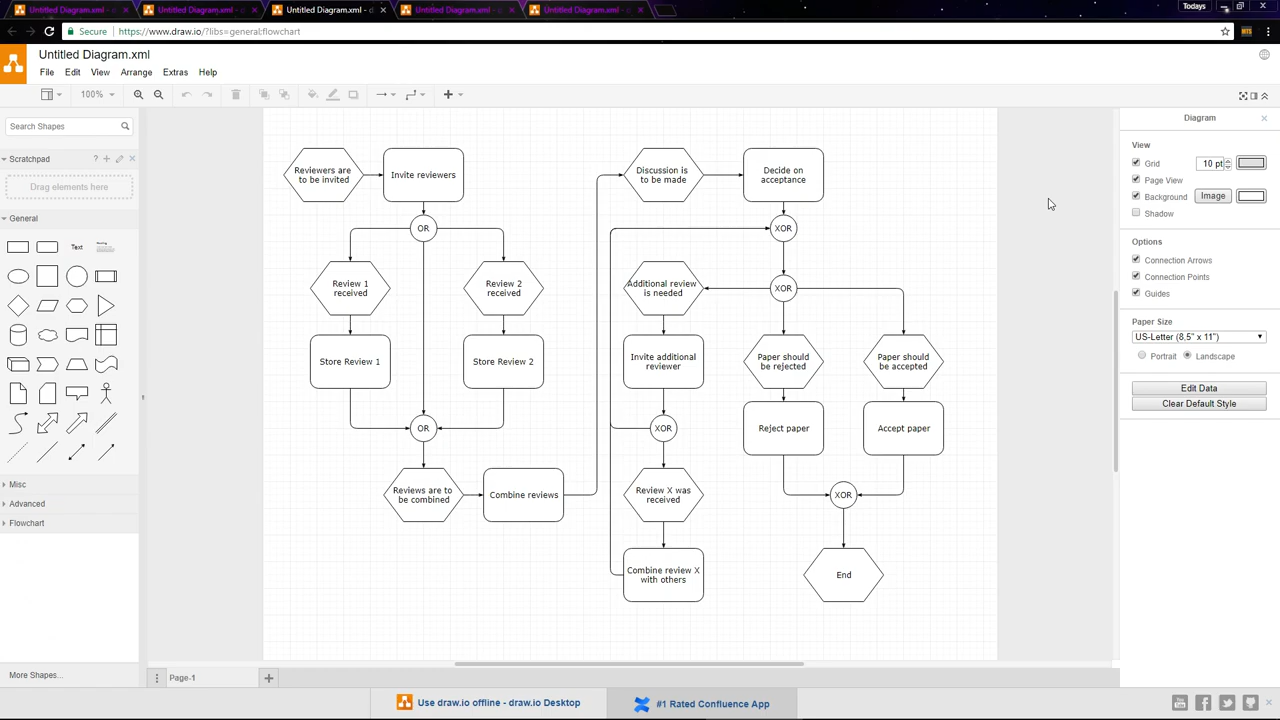 Untitled Diagram.xml - d
Untitled Diagram.xml - d
Untitled Diagram.xml - d
Untitled Diagram.xml - d
Untitled Diagram.xml - d
Todays
Secure
https://www.draw.io/?libs=general;flowchart
Untitled Diagram.xml
File
Edit
View
Arrange
Extras
Help
100%
Search Shapes
Scratchpad
?
Drag elements here
General
Text
Misc
Advanced
Flowchart
More Shapes...
Reviewers are
to be invited
Invite reviewers
OR
Review 1
received
Review 2
received
Store Review 1
Store Review 2
OR
Reviews are to
be combined
Combine reviews
Discussion is
to be made
Decide on
acceptance
XOR
Additional review
is needed
XOR
Invite additional
reviewer
Paper should
be rejected
Paper should
be accepted
XOR
Reject paper
Accept paper
Review X was
received
XOR
Combine review X
with others
End
Diagram
View
Grid
10 pt
Page View
Background
Image
Shadow
Options
Connection Arrows
Connection Points
Guides
Paper Size
US-Letter (8,5" x 11")
Portrait
Landscape
Edit Data
Clear Default Style
Page-1
Use draw.io offline - draw.io Desktop
#1 Rated Confluence App